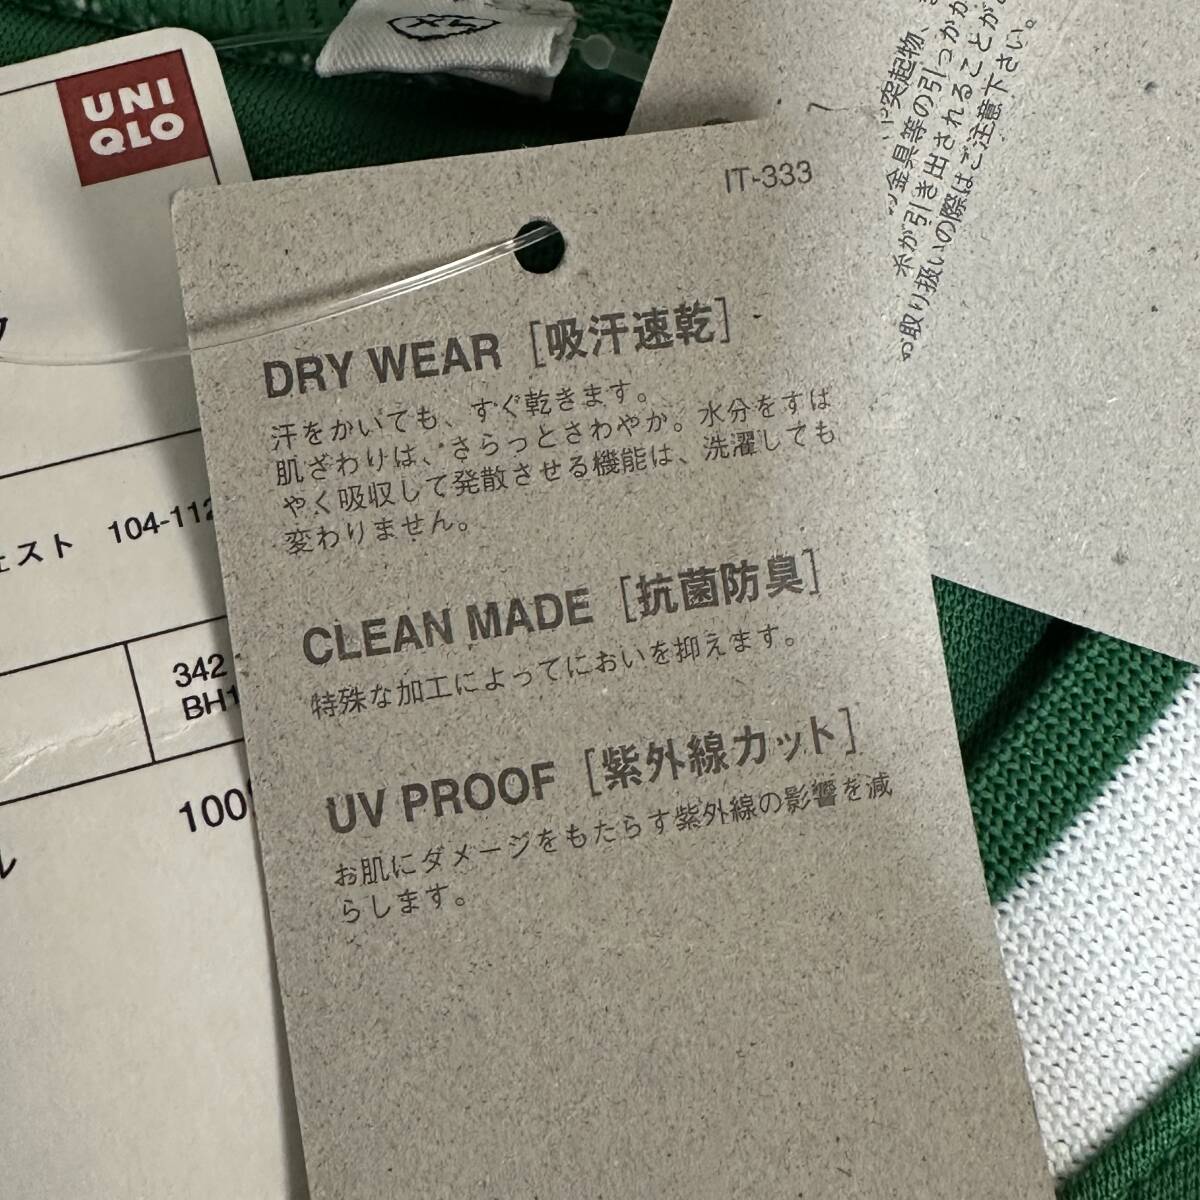 XL
UNI
QLO
IT-333
DRY WEAR [吸汗速乾]
汗をかいても、すぐ乾きます。
肌ざわりは、さらっとさわやか。水分をすば
やく吸収して発散させる機能は、洗濯しても
変わりません。
CLEAN MADE [抗菌防臭]
特殊な加工によってにおいを抑えます。
UV PROOF [紫外線カット]
お肌にダメージをもたらす紫外線の影響を減
らします。
ェスト 104-112
342
BH1
100
ル
突起物、
金具等の引っかか
糸が引き出されることが
お取り扱いの際はご注意下さい。